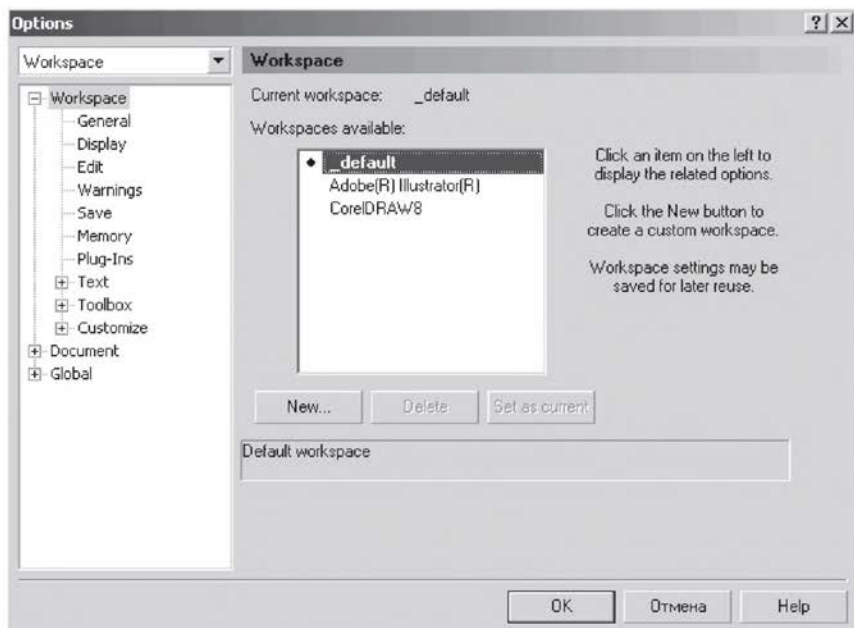 Options
Workspace
Workspace
General
Display
Edit
Warnings
Save
Memory
Plug-Ins
Text
Toolbox
Customize
Document
Global
Workspace
Current workspace: _default
Workspaces available:
_default
Adobe(R) Illustrator(R)
CorelDRAW8
Click an item on the left to
display the related options.
Click the New button to
create a custom workspace.
Workspace settings may be
saved for later reuse.
New...
Delete
Set as current
Default workspace
OK
Отмена
Help